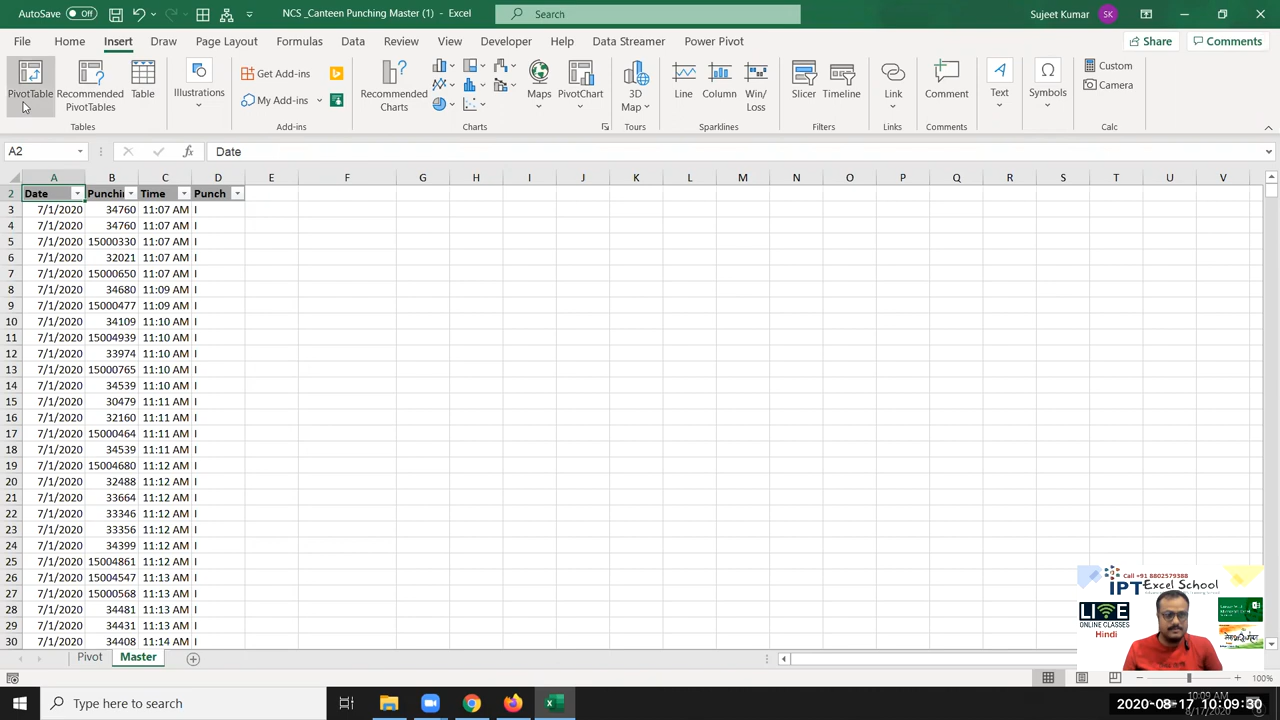 AutoSave Off NCS _Canteen Punching Master (1) - Excel Search Sujeet Kumar SK
File Home Insert Draw Page Layout Formulas Data Review View Developer Help Data Streamer Power Pivot Share Comments
PivotTable Recommended PivotTables Table Illustrations Get Add-ins My Add-ins Recommended Charts Maps PivotChart 3D Map Line Column Win/Loss Slicer Timeline Link Comment Text Symbols Custom Camera
Tables Add-ins Charts Tours Sparklines Filters Links Comments Calc
A2 fx Date
A B C D E F G H I J K L M N O P Q R S T U V
2 Date Punchin Time Punch
3 7/1/2020 34760 11:07 AM I
4 7/1/2020 34760 11:07 AM I
5 7/1/2020 15000330 11:07 AM I
6 7/1/2020 32021 11:07 AM I
7 7/1/2020 15000650 11:07 AM I
8 7/1/2020 34680 11:09 AM I
9 7/1/2020 15000477 11:09 AM I
10 7/1/2020 34109 11:10 AM I
11 7/1/2020 15004939 11:10 AM I
12 7/1/2020 33974 11:10 AM I
13 7/1/2020 15000765 11:10 AM I
14 7/1/2020 34539 11:10 AM I
15 7/1/2020 30479 11:11 AM I
16 7/1/2020 32160 11:11 AM I
17 7/1/2020 15000464 11:11 AM I
18 7/1/2020 34539 11:11 AM I
19 7/1/2020 15004680 11:12 AM I
20 7/1/2020 32488 11:12 AM I
21 7/1/2020 33664 11:12 AM I
22 7/1/2020 33346 11:12 AM I
23 7/1/2020 33356 11:12 AM I
24 7/1/2020 34399 11:12 AM I
25 7/1/2020 15004861 11:12 AM I
26 7/1/2020 15004547 11:13 AM I
27 7/1/2020 15000568 11:13 AM I
28 7/1/2020 34481 11:13 AM I
29 7/1/2020 34431 11:13 AM I
30 7/1/2020 34408 11:14 AM I
Call +91 8802579388
IPT Excel School
LIVE
ONLINE CLASSES
Hindi
Pivot Master
100%
Type here to search
10:09 AM
2020-08-17 10:09:30
8/17/2020